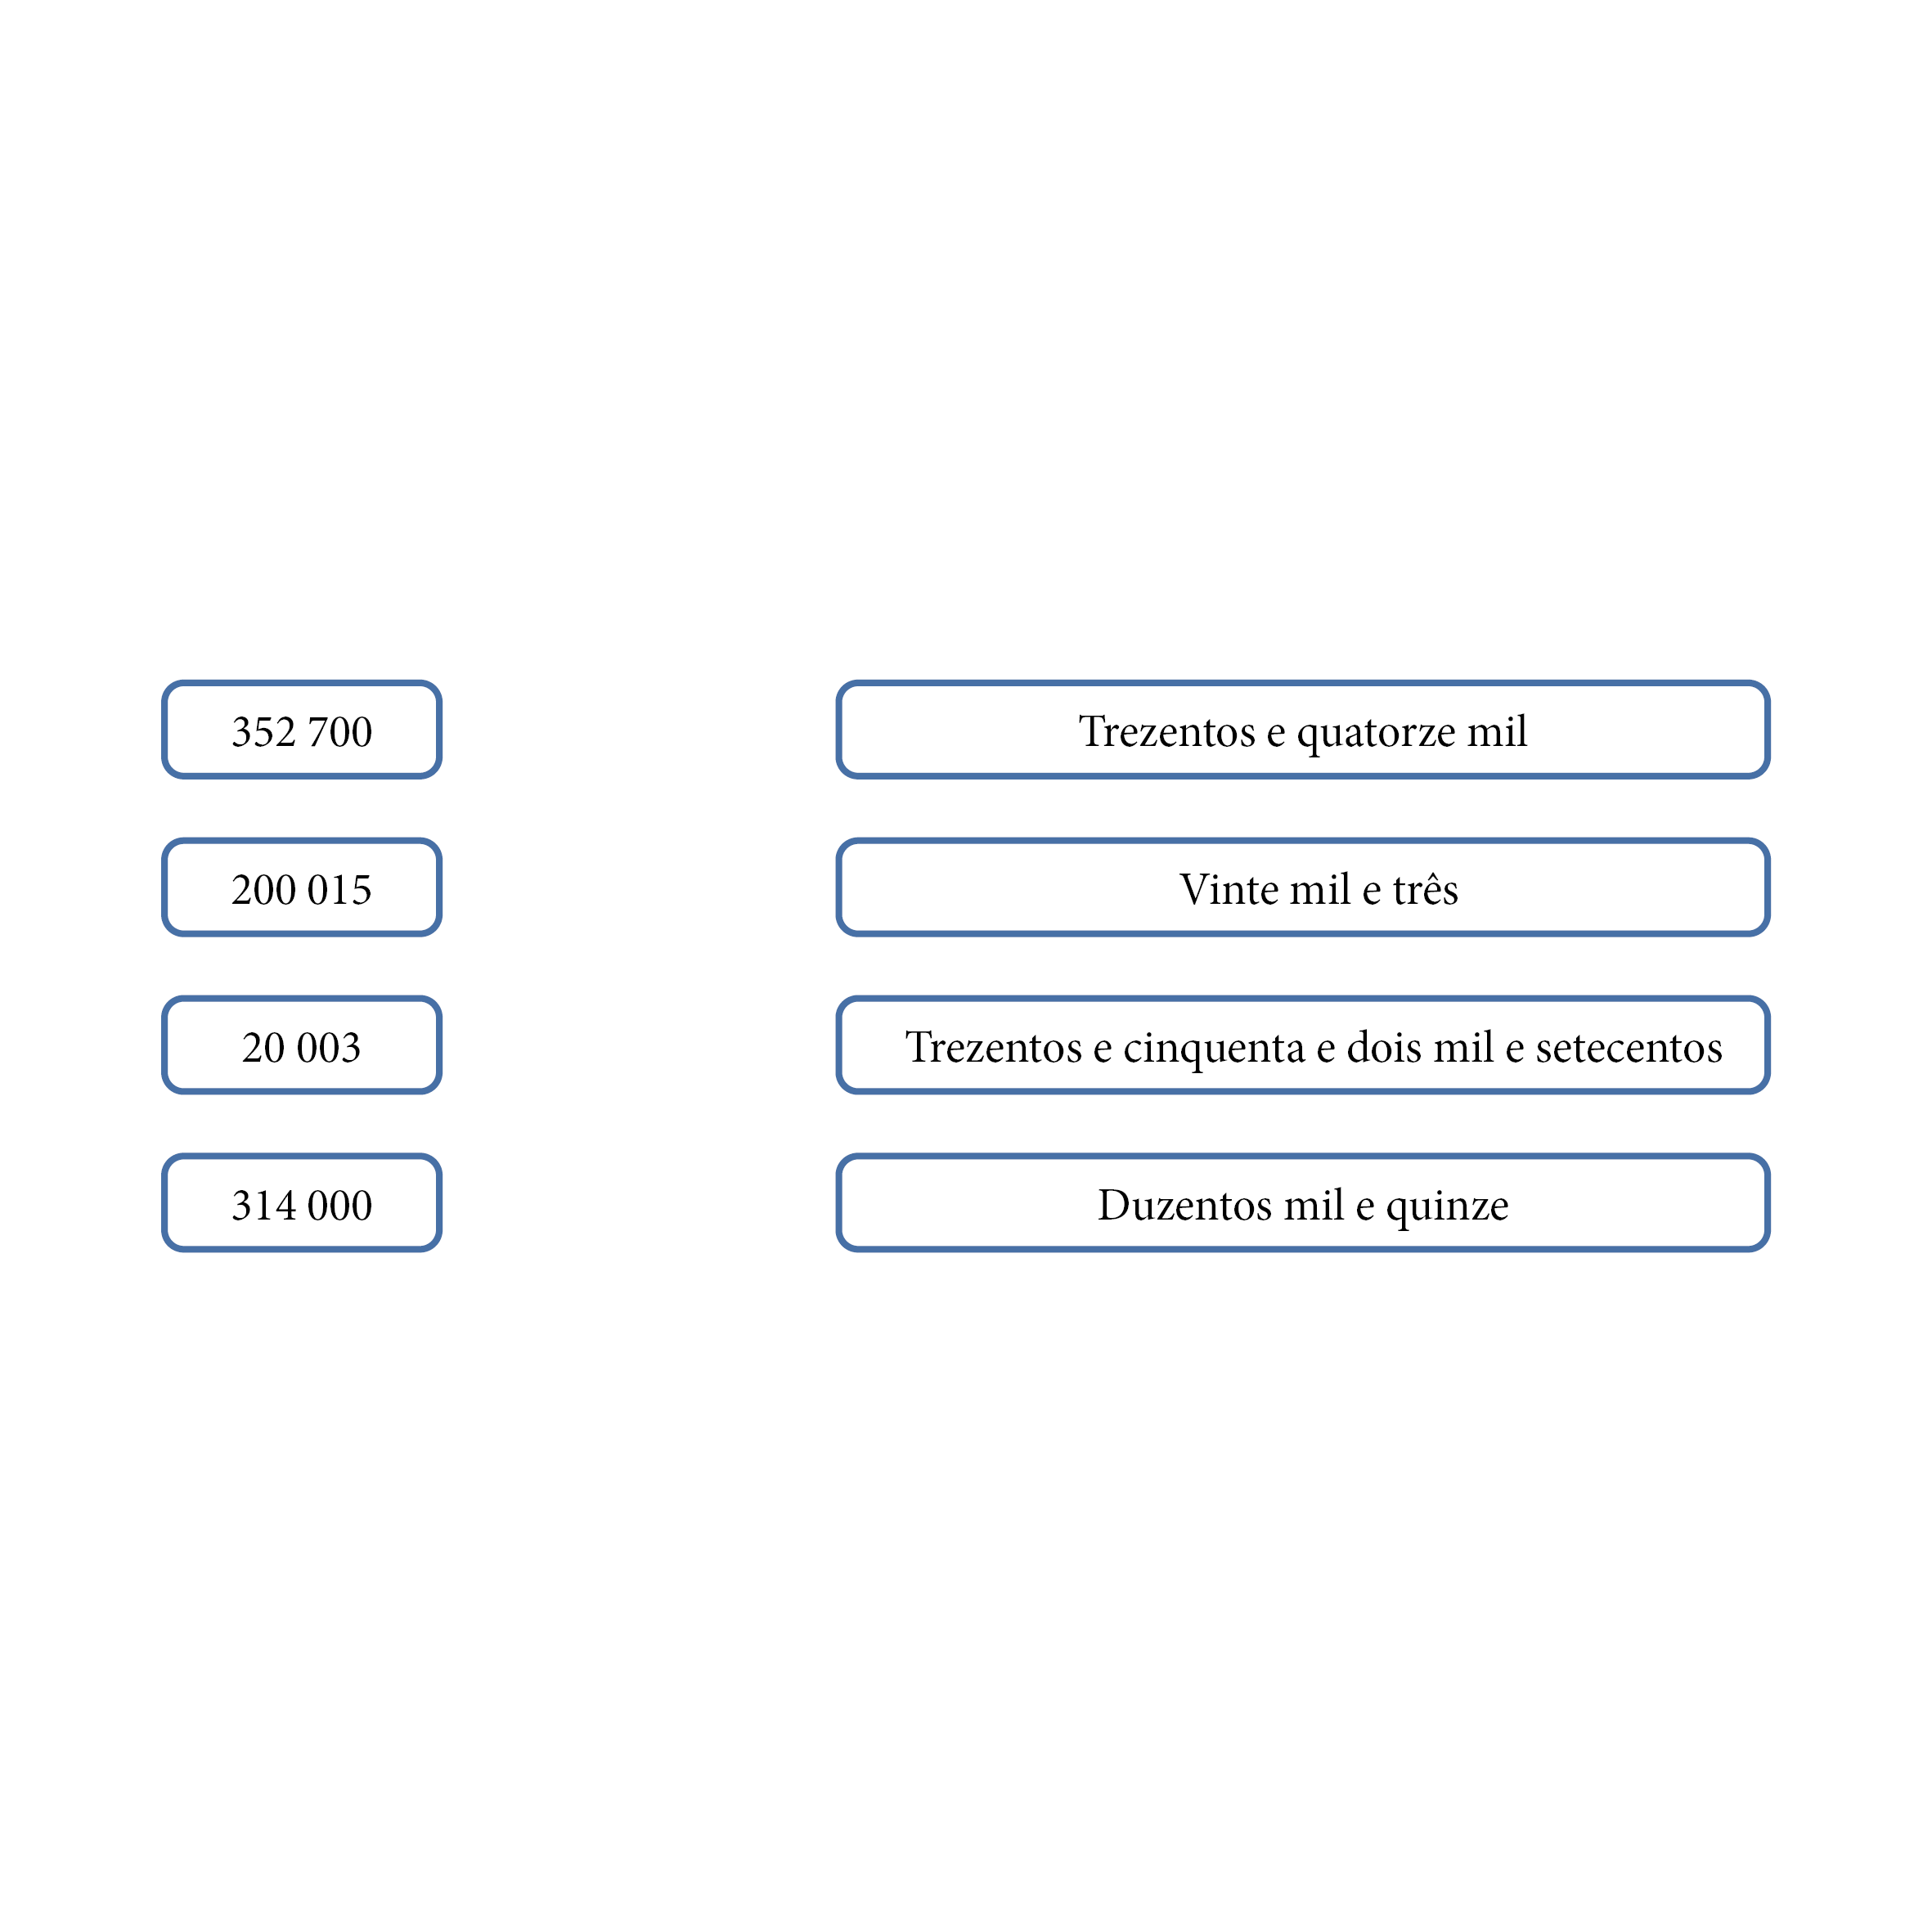 352 700
Trezentos e quatorze mil
200 015
Vinte mil e três
20 003
Trezentos e cinquenta e dois mil e setecentos
314 000
Duzentos mil e quinze